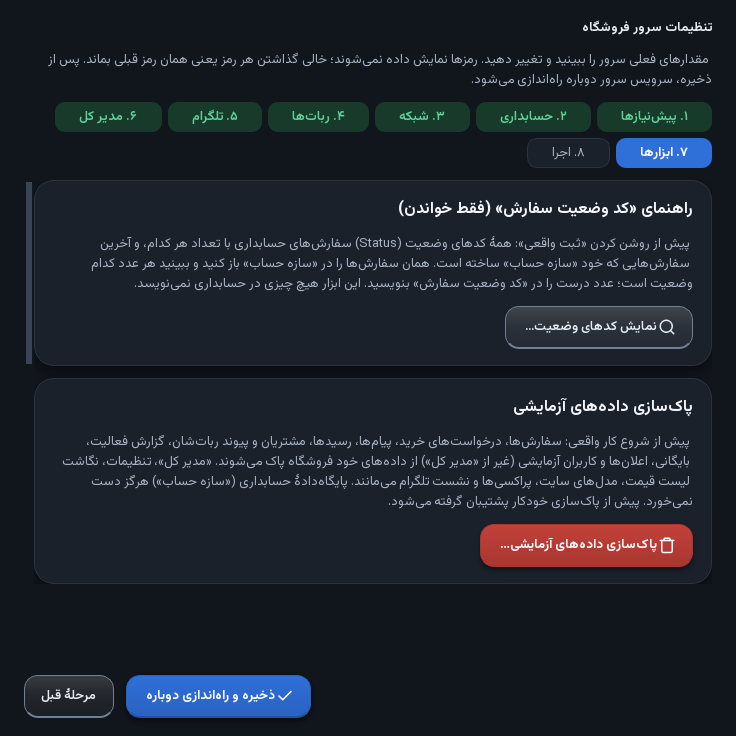 تنظیمات سرور فروشگاه
مقدارهای فعلی سرور را ببینید و تغییر دهید. رمزها نمایش داده نمی‌شوند؛ خالی گذاشتن هر رمز یعنی همان رمز قبلی بماند. پس از
ذخیره، سرویس سرور دوباره راه‌اندازی می‌شود.
۱. پیش‌نیازها
۲. حسابداری
۳. شبکه
۴. ربات‌ها
۵. تلگرام
۶. مدیر کل
۷. ابزارها
۸. اجرا
راهنمای «کد وضعیت سفارش» (فقط خواندن)
پیش از روشن کردن «ثبت واقعی»: همهٔ کدهای وضعیت (Status) سفارش‌های حسابداری با تعداد هر کدام، و آخرین
سفارش‌هایی که خود «سازه حساب» ساخته است. همان سفارش‌ها را در «سازه حساب» باز کنید و ببینید هر عدد کدام
وضعیت است؛ عدد درست را در «کد وضعیت سفارش» بنویسید. این ابزار هیچ چیزی در حسابداری نمی‌نویسد.
نمایش کدهای وضعیت...
پاک‌سازی داده‌های آزمایشی
پیش از شروع کار واقعی: سفارش‌ها، درخواست‌های خرید، پیام‌ها، رسیدها، مشتریان و پیوند ربات‌شان، گزارش فعالیت،
بایگانی، اعلان‌ها و کاربران آزمایشی (غیر از «مدیر کل») از داده‌های خود فروشگاه پاک می‌شوند. «مدیر کل»، تنظیمات، نگاشت
لیست قیمت، مدل‌های سایت، پراکسی‌ها و نشست تلگرام می‌مانند. پایگاه‌دادهٔ حسابداری («سازه حساب») هرگز دست
نمی‌خورد. پیش از پاک‌سازی خودکار پشتیبان گرفته می‌شود.
پاک‌سازی داده‌های آزمایشی...
ذخیره و راه‌اندازی دوباره
مرحلهٔ قبل